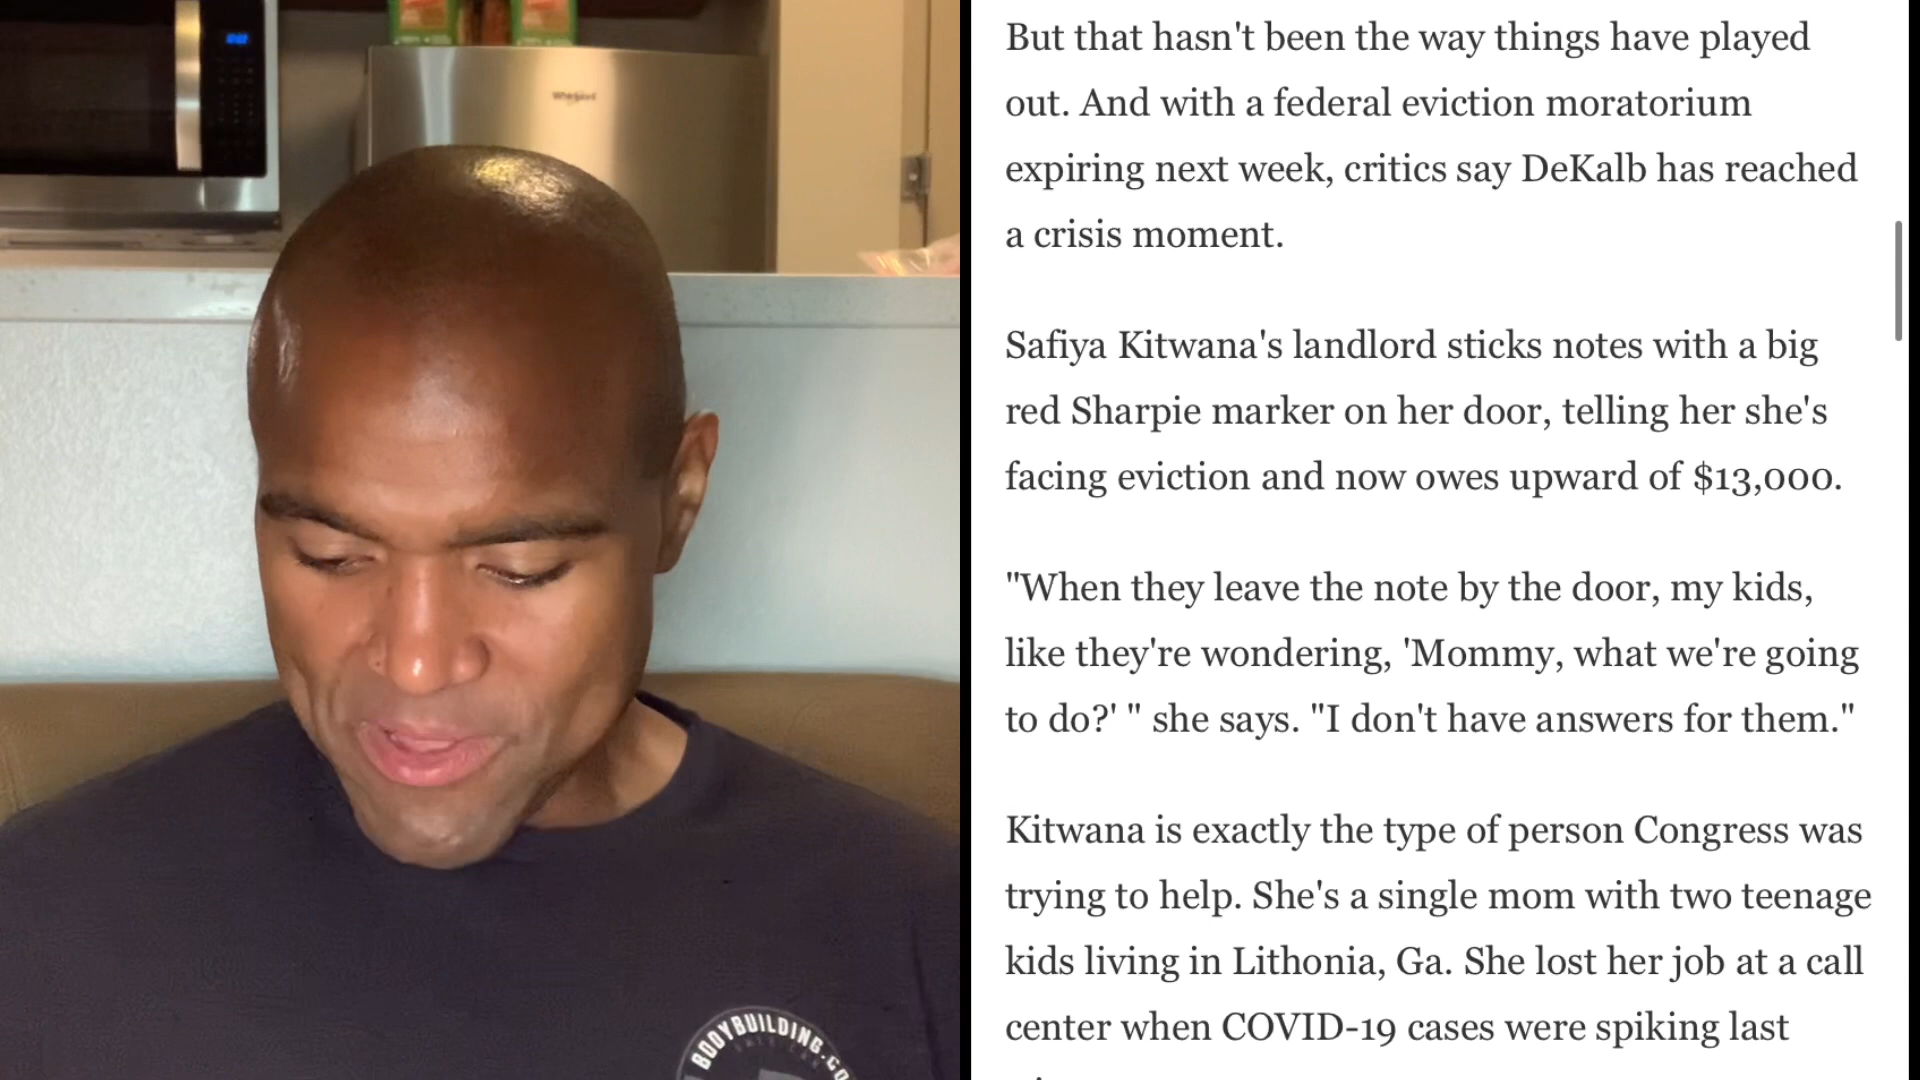 Whirlpool
BODYBUILDING.CO
But that hasn't been the way things have played
out. And with a federal eviction moratorium
expiring next week, critics say DeKalb has reached
a crisis moment.
Safiya Kitwana's landlord sticks notes with a big
red Sharpie marker on her door, telling her she's
facing eviction and now owes upward of $13,000.
"When they leave the note by the door, my kids,
like they're wondering, 'Mommy, what we're going
to do?' " she says. "I don't have answers for them."
Kitwana is exactly the type of person Congress was
trying to help. She's a single mom with two teenage
kids living in Lithonia, Ga. She lost her job at a call
center when COVID-19 cases were spiking last